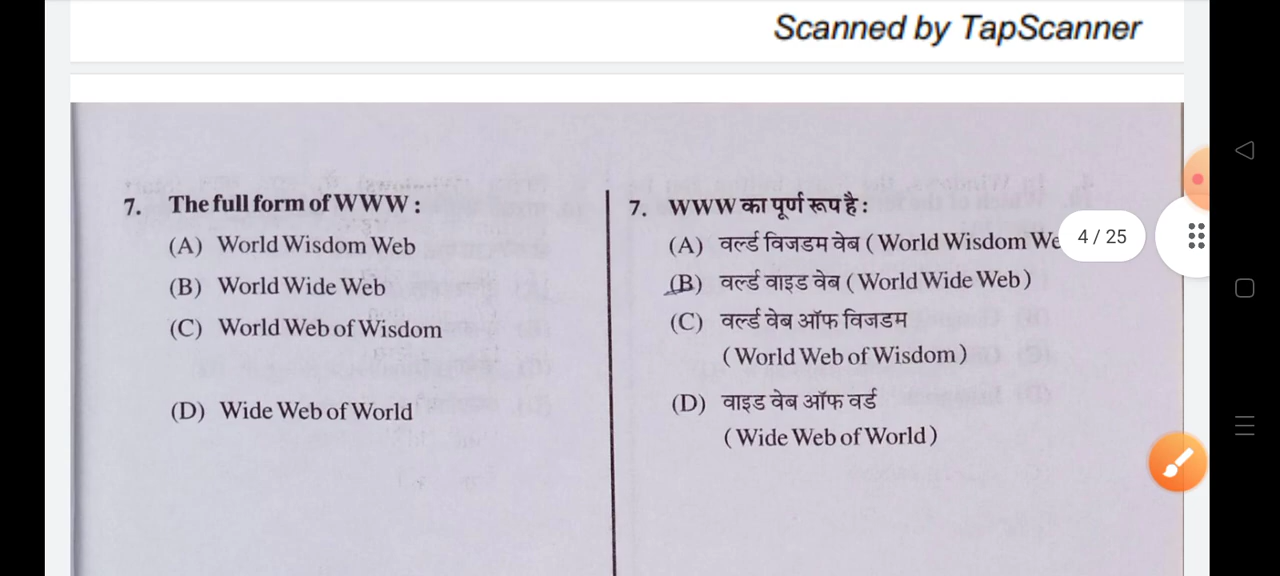 Scanned by TapScanner
7. The full form of WWW :
(A) World Wisdom Web
(B) World Wide Web
(C) World Web of Wisdom
(D) Wide Web of World
7. WWW का पूर्ण रूप है :
(A) वर्ल्ड विजडम वेब ( World Wisdom We
(B) वर्ल्ड वाइड वेब ( World Wide Web )
(C) वर्ल्ड वेब ऑफ विजडम
( World Web of Wisdom )
(D) वाइड वेब ऑफ वर्ड
( Wide Web of World )
4 / 25